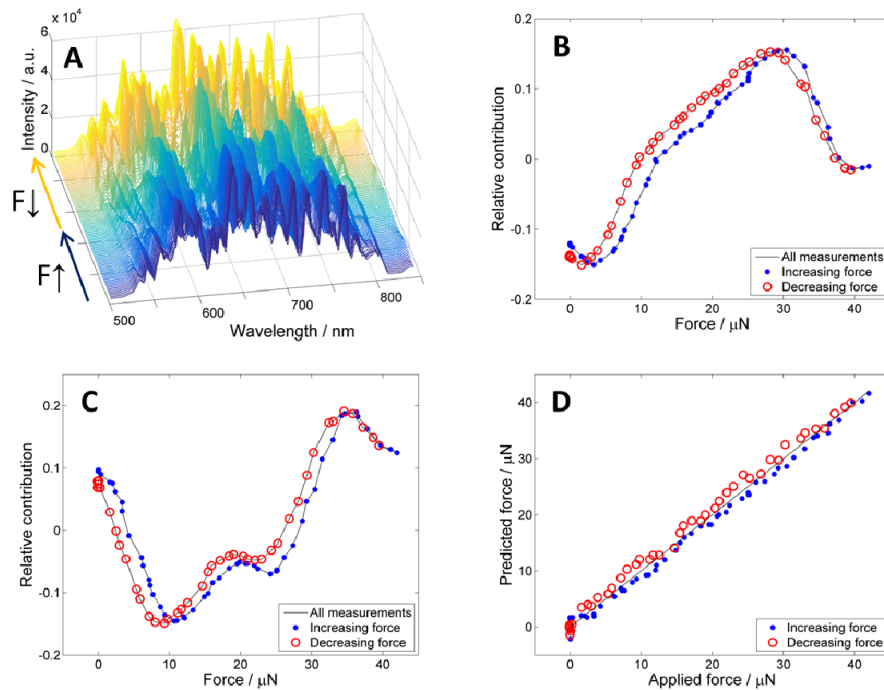 x 10⁴
A
6
4
2
0
Intensity / a.u.
F↓
F↑
500
600
700
800
Wavelength / nm
B
0.2
0.1
0
-0.1
-0.2
Relative contribution
0
10
20
30
40
Force / μN
All measurements
Increasing force
Decreasing force
C
0.2
0.1
0
-0.1
-0.2
Relative contribution
0
10
20
30
40
Force / μN
All measurements
Increasing force
Decreasing force
D
40
30
20
10
0
Predicted force / μN
0
10
20
30
40
Applied force / μN
Increasing force
Decreasing force